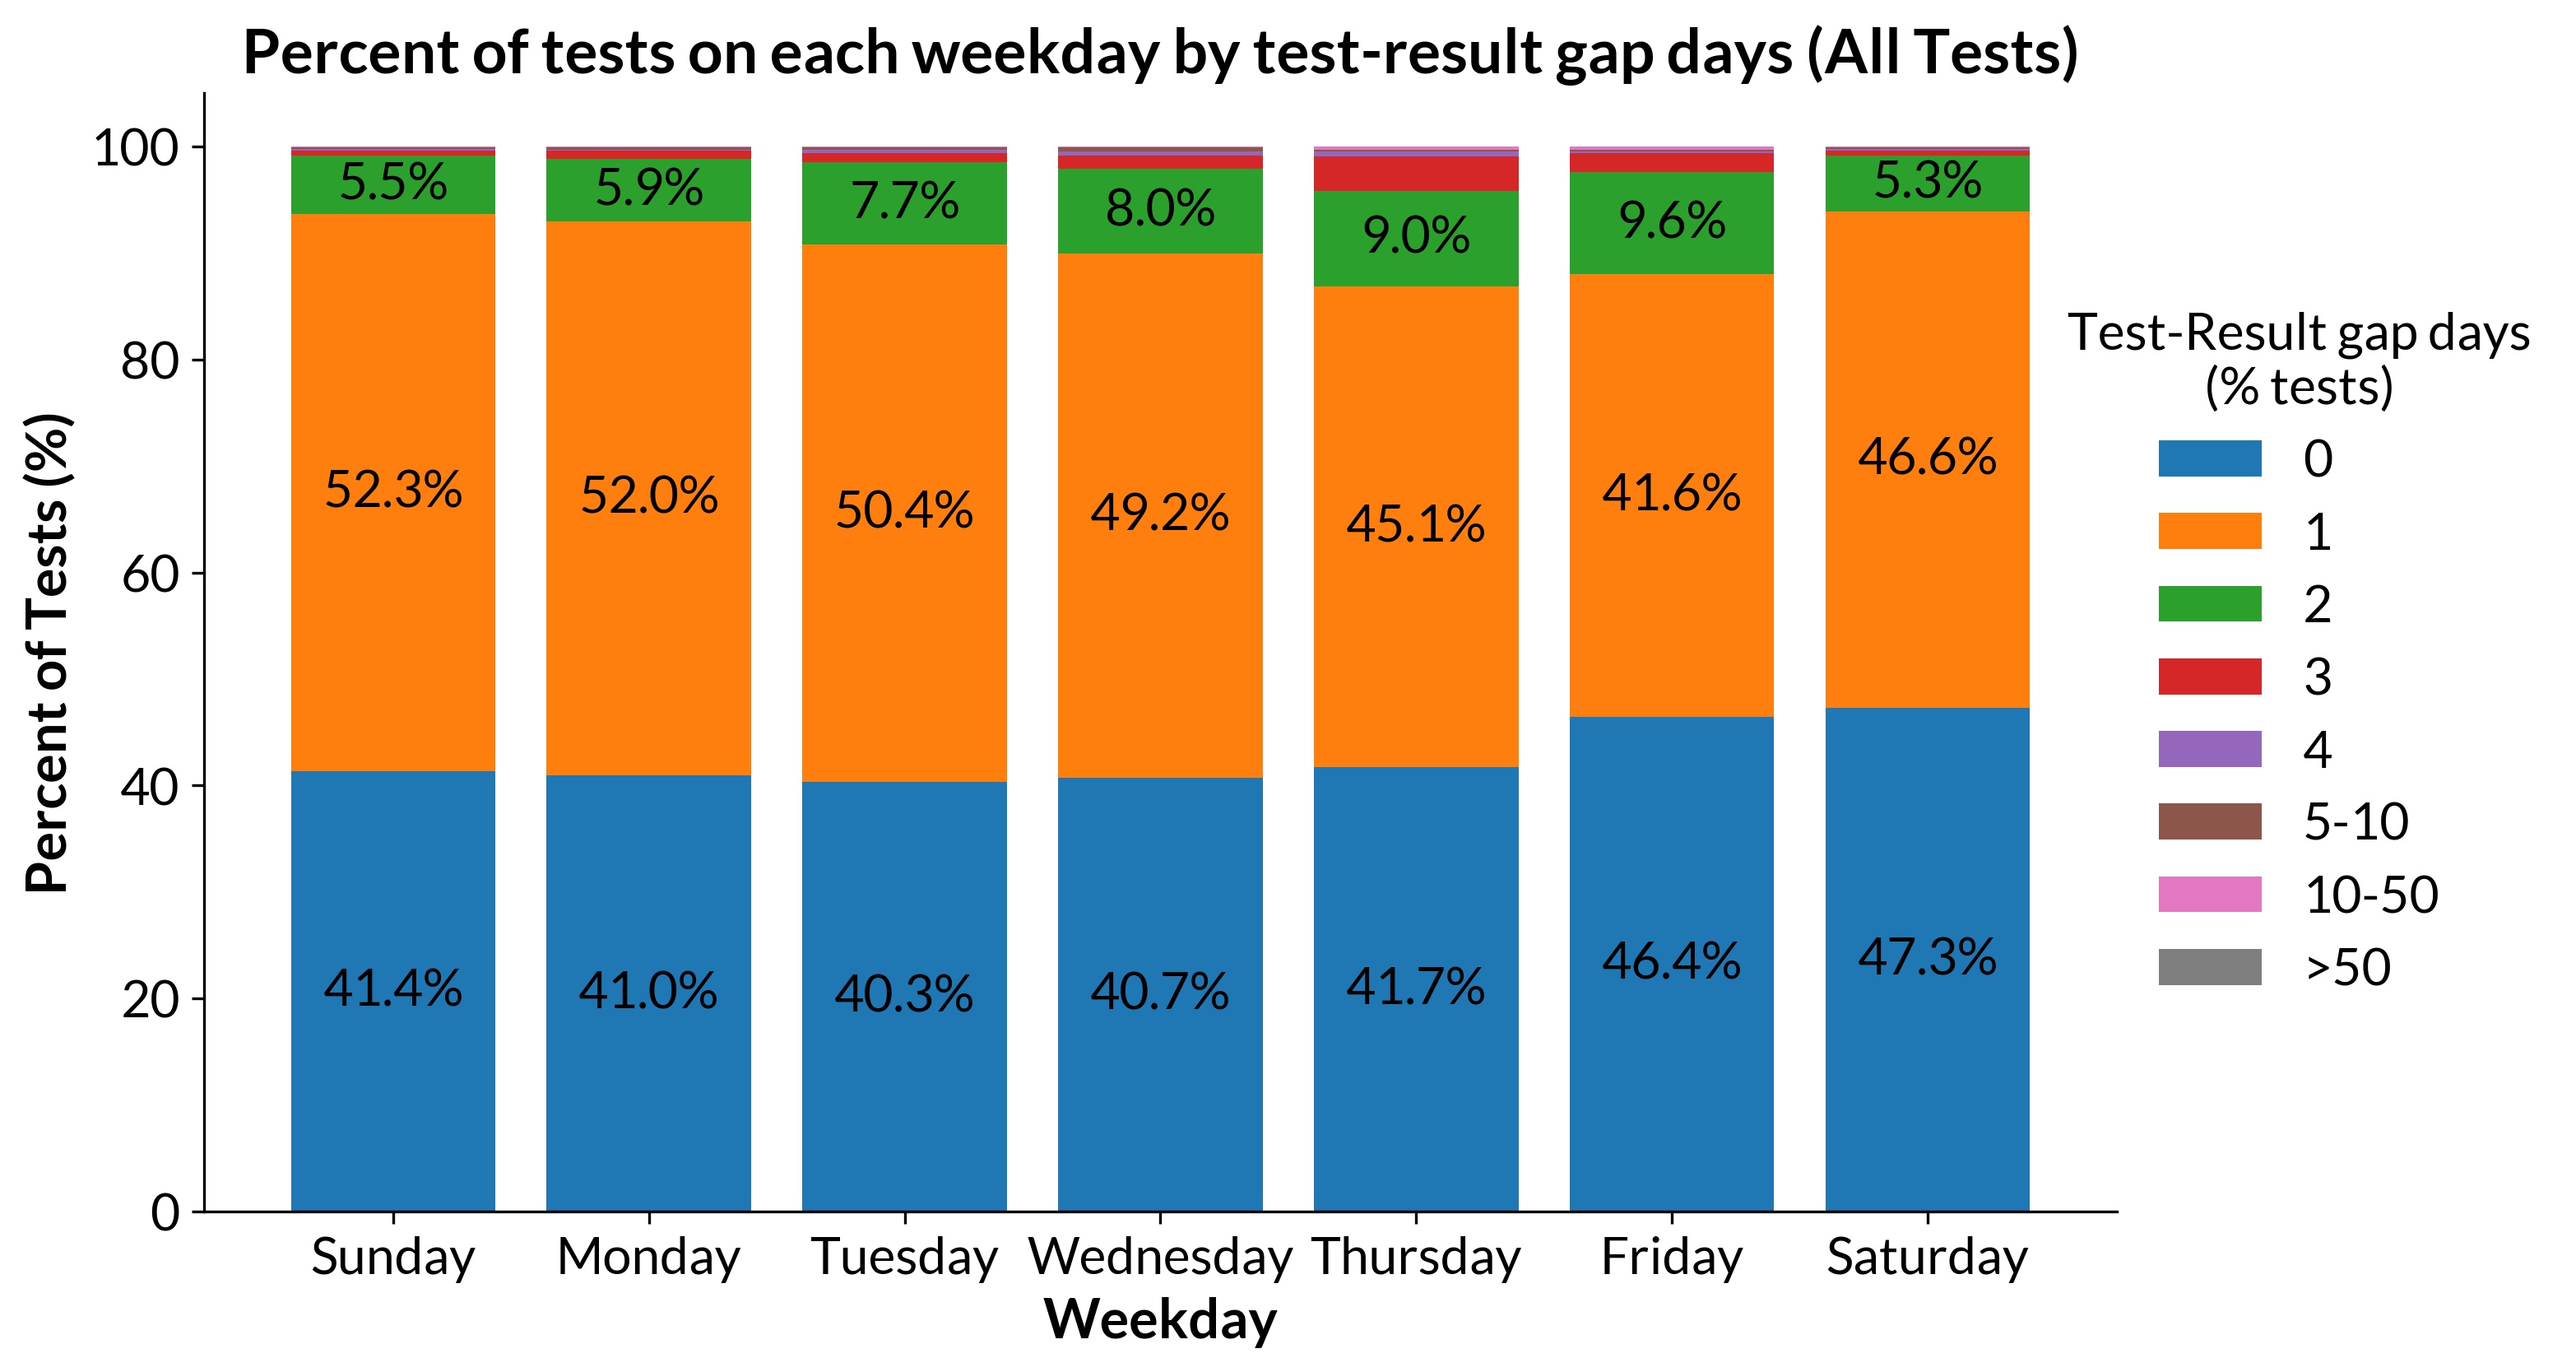 Percent of tests on each weekday by test-result gap days (All Tests)
Percent of Tests (%)
100
80
60
40
20
0
5.5%
5.9%
7.7%
8.0%
9.0%
9.6%
5.3%
52.3%
52.0%
50.4%
49.2%
45.1%
41.6%
46.6%
41.4%
41.0%
40.3%
40.7%
41.7%
46.4%
47.3%
Sunday
Monday
Tuesday
Wednesday
Thursday
Friday
Saturday
Weekday
Test-Result gap days
(% tests)
0
1
2
3
4
5-10
10-50
>50